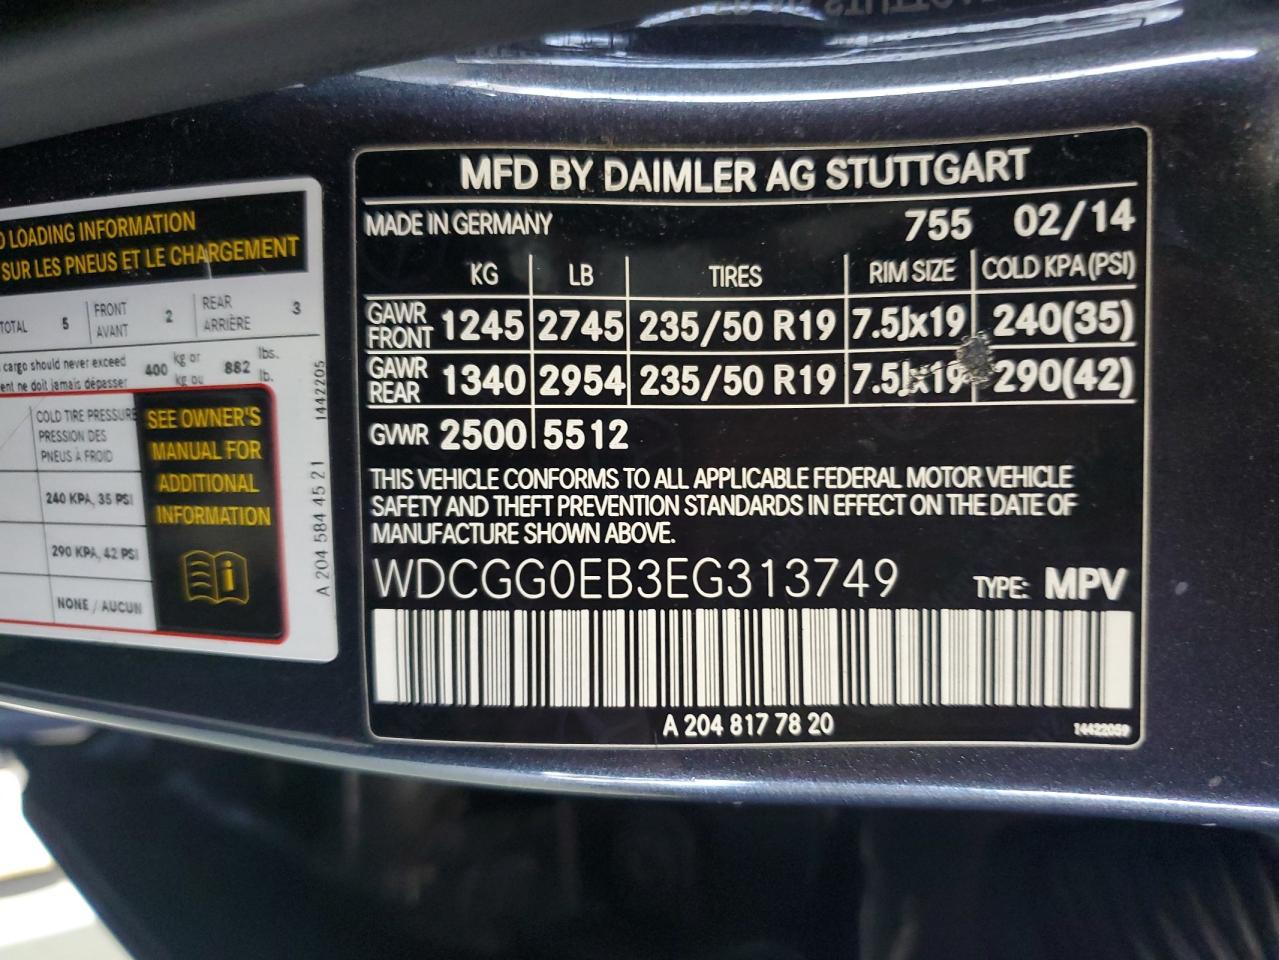 D LOADING INFORMATION
SUR LES PNEUS ET LE CHARGEMENT
TOTAL 5 FRONT AVANT 2 REAR ARRIÈRE 3
cargo should never exceed 400 kg or 882 lbs.
ent ne doit jamais dépasser kg ou lb.
COLD TIRE PRESSURE
PRESSION DES
PNEUS À FROID
240 KPA, 35 PSI
290 KPA, 42 PSI
NONE / AUCUN
SEE OWNER'S
MANUAL FOR
ADDITIONAL
INFORMATION
i
1442205
A 204 584 45 21
MFD BY DAIMLER AG STUTTGART
MADE IN GERMANY 755 02/14
KG LB TIRES RIM SIZE COLD KPA(PSI)
GAWR FRONT 1245 2745 235/50 R19 7.5Jx19 240(35)
GAWR REAR 1340 2954 235/50 R19 7.5Jx19 290(42)
GVWR 2500 5512
THIS VEHICLE CONFORMS TO ALL APPLICABLE FEDERAL MOTOR VEHICLE
SAFETY AND THEFT PREVENTION STANDARDS IN EFFECT ON THE DATE OF
MANUFACTURE SHOWN ABOVE.
WDCGG0EB3EG313749 TYPE: MPV
A 204 817 78 20
14422059